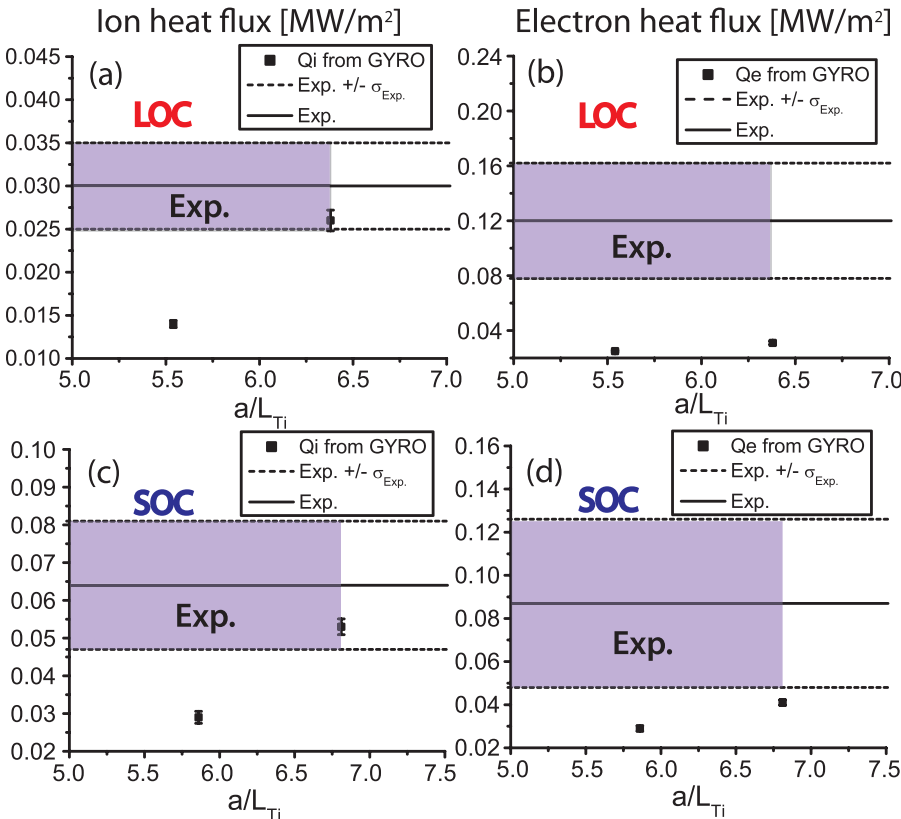 Ion heat flux [MW/m²]
Electron heat flux [MW/m²]
(a)
LOC
Qi from GYRO
Exp. +/- σExp.
Exp.
Exp.
0.045
0.040
0.035
0.030
0.025
0.020
0.015
0.010
5.0 5.5 6.0 6.5 7.0
a/LTi
(b)
LOC
Qe from GYRO
Exp. +/- σExp.
Exp.
Exp.
0.24
0.20
0.16
0.12
0.08
0.04
5.0 5.5 6.0 6.5 7.0
a/LTi
(c)
SOC
Qi from GYRO
Exp. +/- σExp.
Exp.
Exp.
0.10
0.09
0.08
0.07
0.06
0.05
0.04
0.03
0.02
5.0 5.5 6.0 6.5 7.0 7.5
a/LTi
(d)
SOC
Qe from GYRO
Exp. +/- σExp.
Exp.
Exp.
0.16
0.14
0.12
0.10
0.08
0.06
0.04
0.02
5.0 5.5 6.0 6.5 7.0 7.5
a/LTi